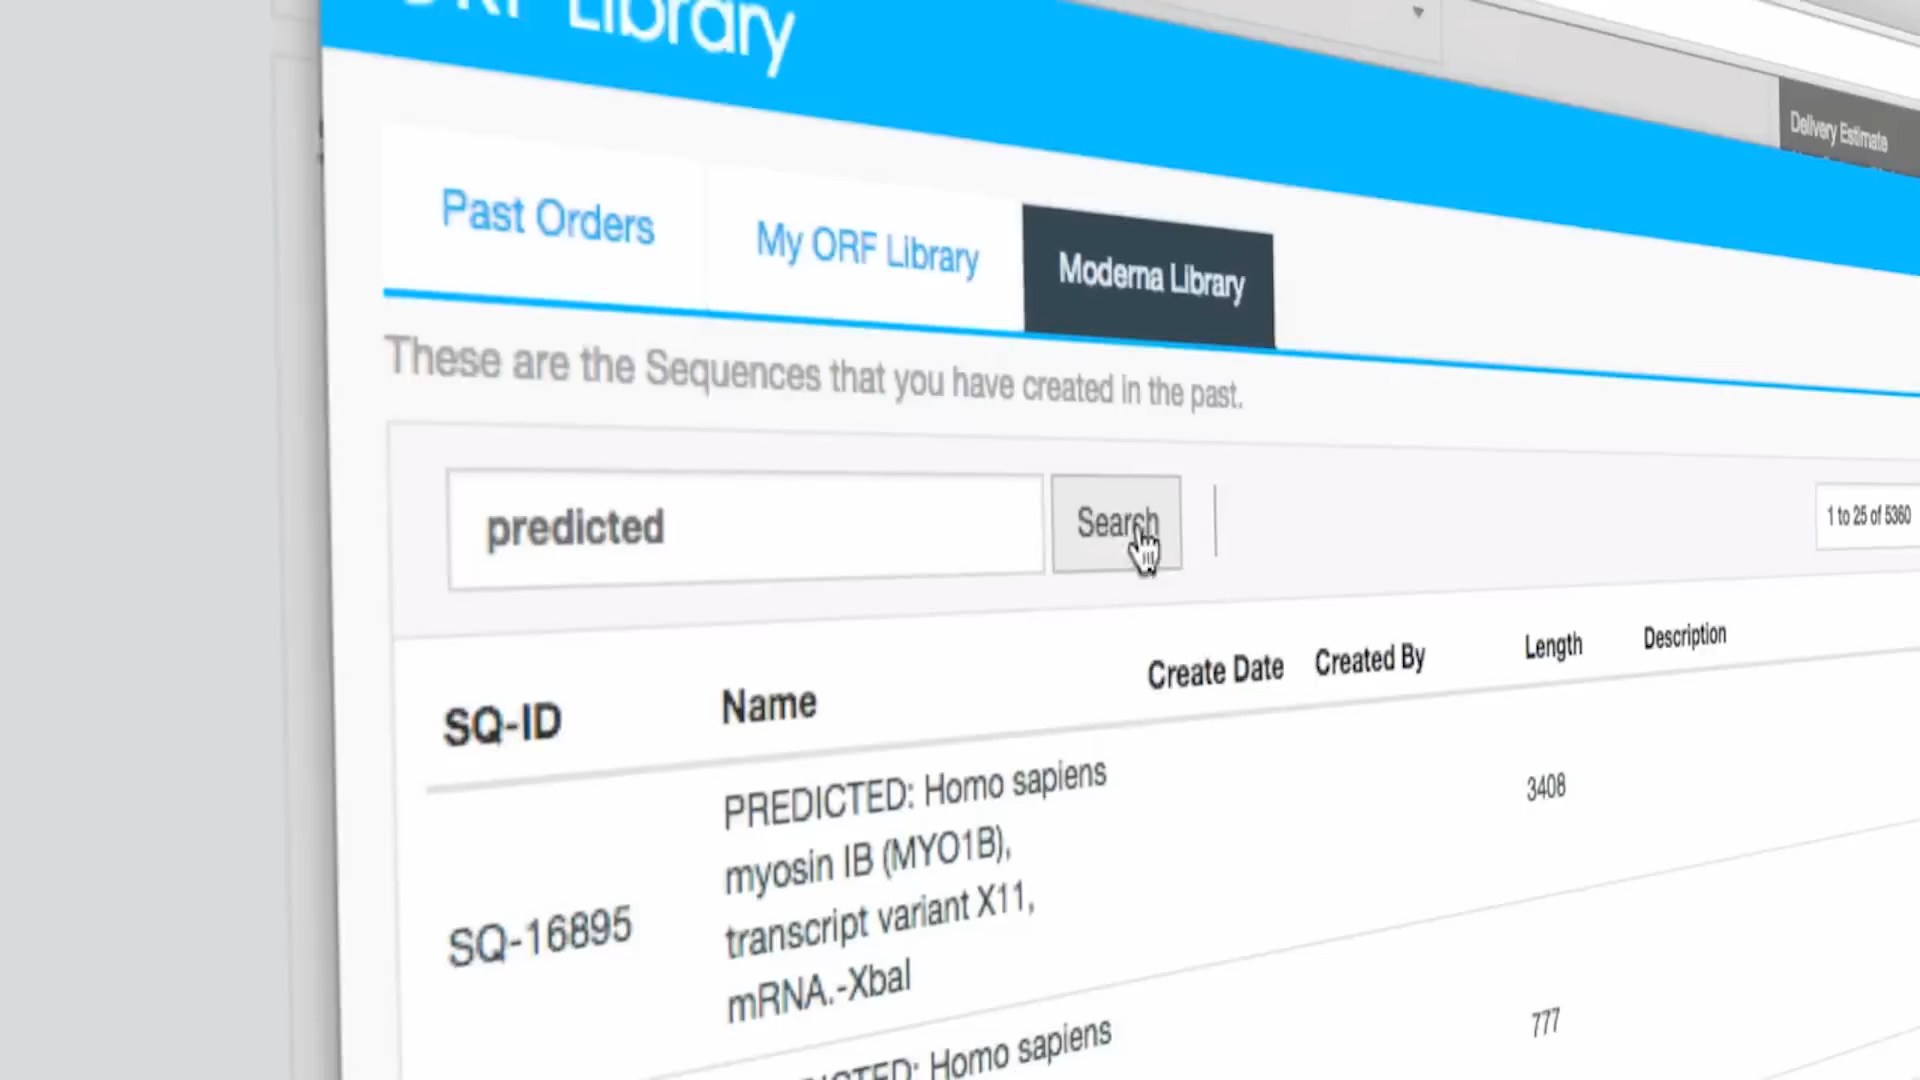 ORF Library
Delivery Estimate
Past Orders
My ORF Library
Moderna Library
These are the Sequences that you have created in the past.
predicted
Search
1 to 25 of 5360
SQ-ID
Name
Create Date
Created By
Length
Description
SQ-16895
PREDICTED: Homo sapiens
myosin IB (MYO1B),
transcript variant X11,
mRNA.-XbaI
3408
Homo sapiens
777